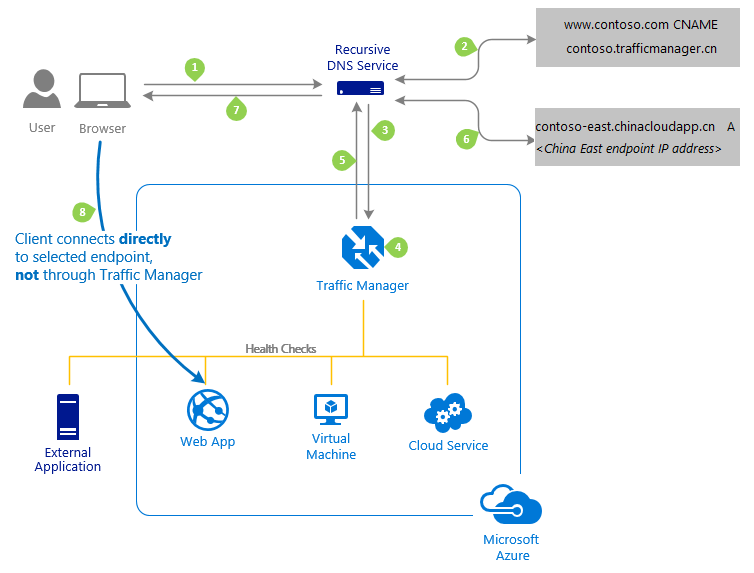 www.contoso.com CNAME
contoso.trafficmanager.cn
Recursive
DNS Service
2
1
7
3
contoso-east.chinacloudapp.cn A
<China East endpoint IP address>
6
User
Browser
5
8
Client connects directly
to selected endpoint,
not through Traffic Manager
4
Traffic Manager
Health Checks
External
Application
Web App
Virtual
Machine
Cloud Service
Microsoft
Azure